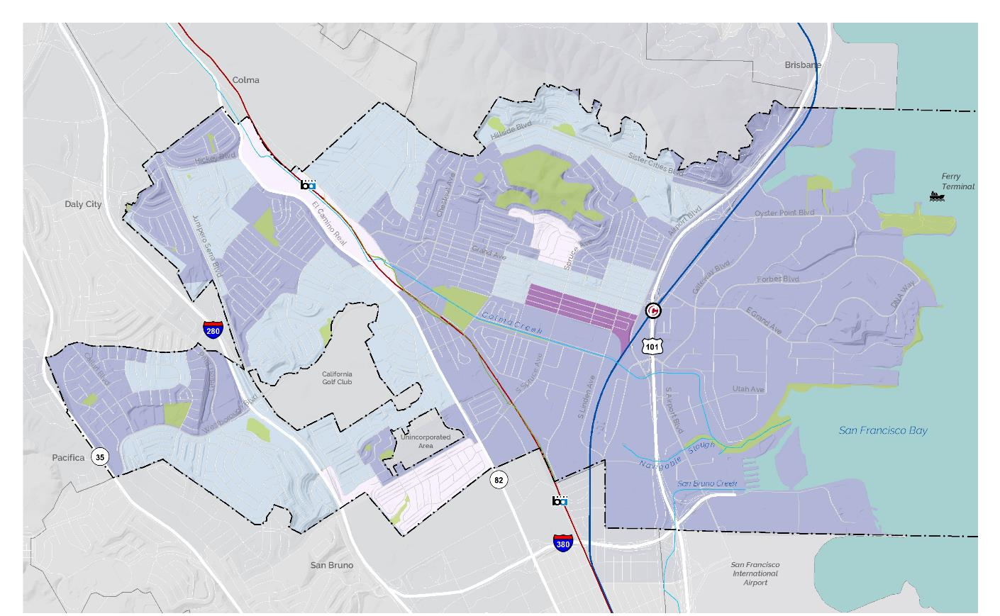 Brisbane
Colma
Hillside Blvd
Hickey Blvd
Sister Cities Blvd
Ferry
Terminal
ba
Chestnut Ave
Daly City
Oyster Point Blvd
El Camino Real
Airport Blvd
Junipero Serra Blvd
Grand Ave
Spruce Ave
Gateway Blvd
Forbes Blvd
DNA Way
C
Colma Creek
E Grand Ave
280
101
California
Golf Club
S Spruce Ave
S Linden Ave
Utah Ave
S Airport Blvd
Westborough Blvd
San Francisco Bay
Unincorporated
Area
Navigable Slough
Pacifica
35
82
San Bruno Creek
ba
380
San Bruno
San Francisco
International
Airport